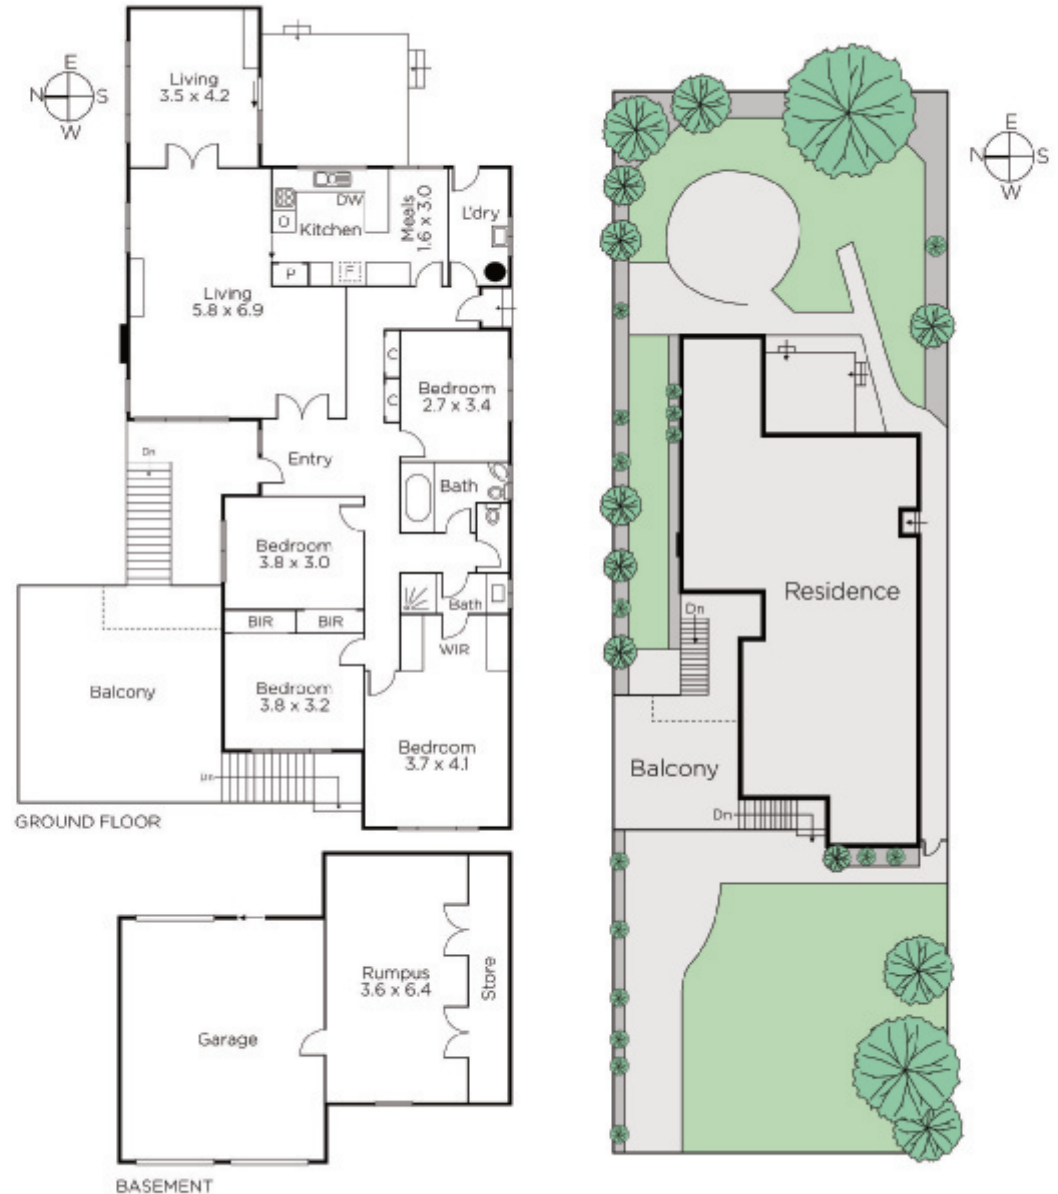 E
N S
W
Living
3.5 x 4.2
DW
O
Kitchen
Meals
1.6 x 3.0
L'dry
P
F
Living
5.8 x 6.9
C
C
Bedroom
2.7 x 3.4
Dn
Entry
Bath
Bedroom
3.8 x 3.0
BIR BIR
Bath
WIR
Balcony
Bedroom
3.8 x 3.2
Bedroom
3.7 x 4.1
Dn
GROUND FLOOR
Rumpus
3.6 x 6.4
Store
Garage
BASEMENT
E
N S
W
Residence
Dn
Balcony
Dn